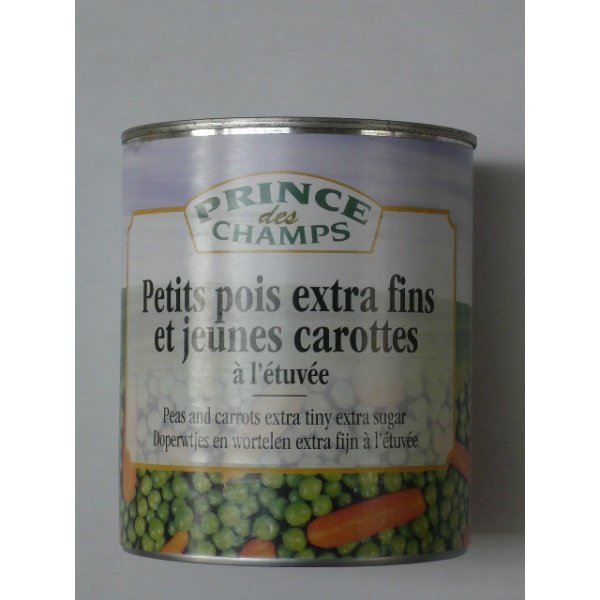 PRINCE
des
CHAMPS
Petits pois extra fins
et jeunes carottes
à l'étuvée
Peas and carrots extra tiny extra sugar
Doperwtjes en wortelen extra fijn à l'étuvée